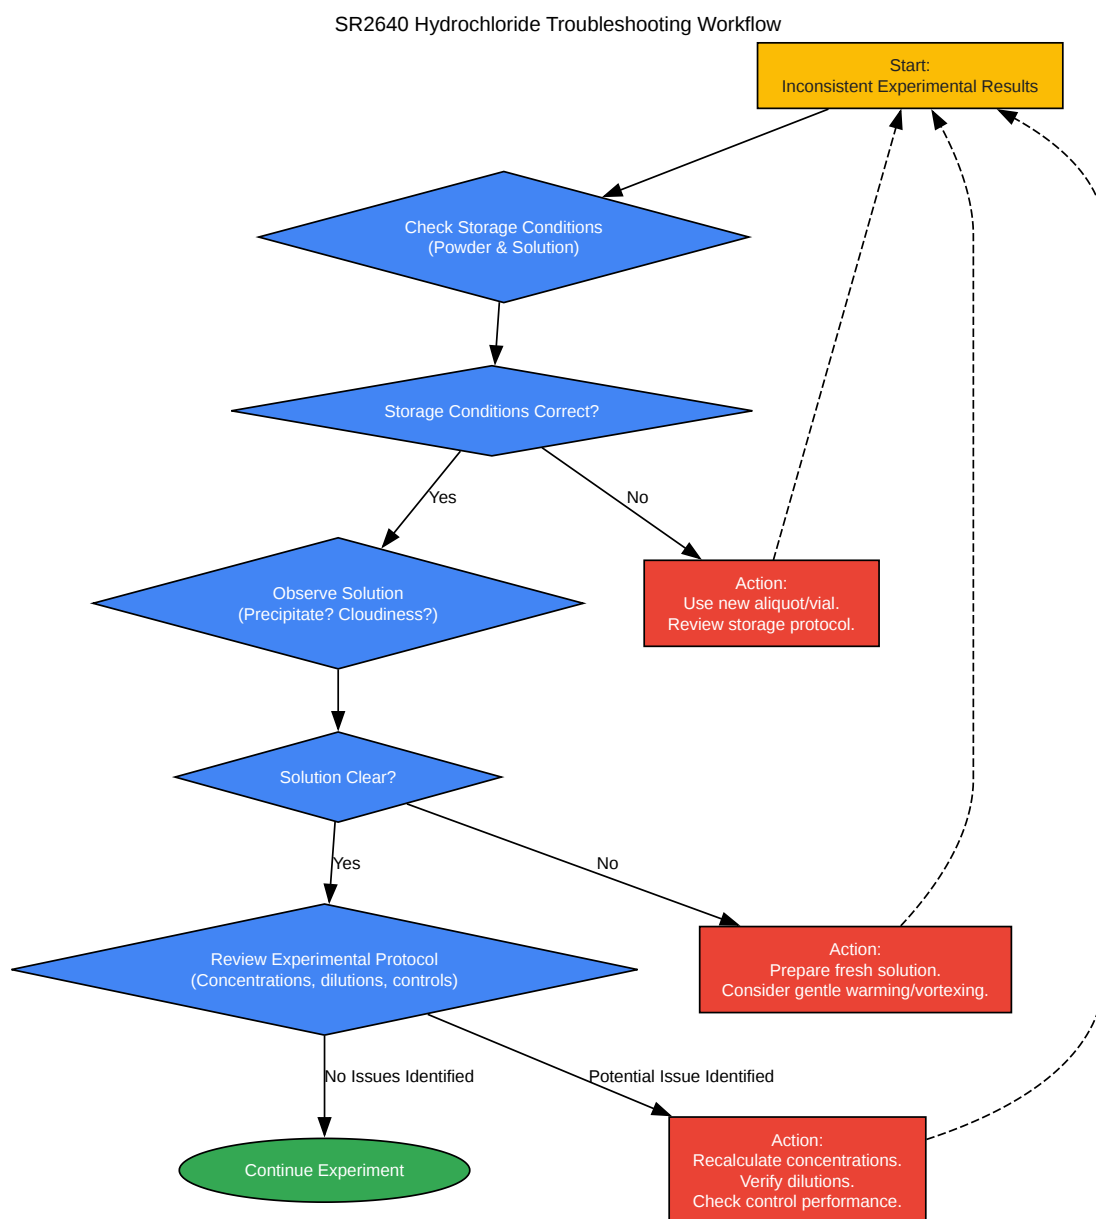 SR2640 Hydrochloride Troubleshooting Workflow
Start:
Inconsistent Experimental Results
Check Storage Conditions
(Powder & Solution)
Storage Conditions Correct?
Yes
No
Observe Solution
(Precipitate? Cloudiness?)
Action:
Use new aliquot/vial.
Review storage protocol.
Solution Clear?
Yes
No
Review Experimental Protocol
(Concentrations, dilutions, controls)
Action:
Prepare fresh solution.
Consider gentle warming/vortexing.
No Issues Identified
Potential Issue Identified
Continue Experiment
Action:
Recalculate concentrations.
Verify dilutions.
Check control performance.